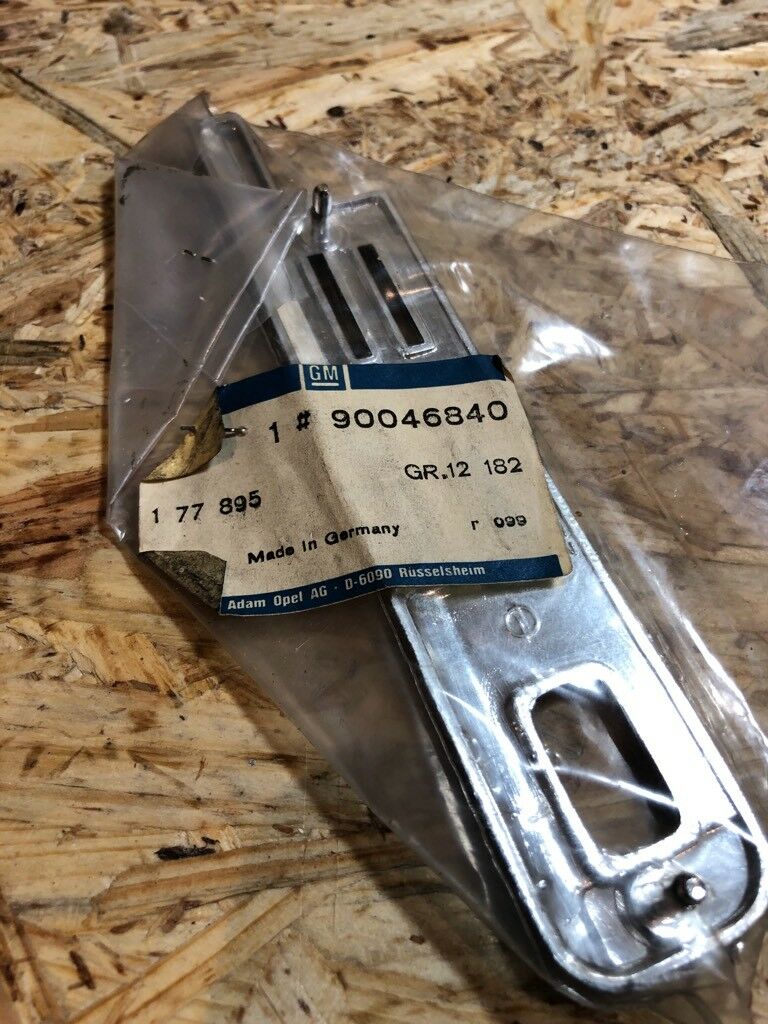 GM
1 # 90046840
GR.12 182
1 77 895
Made in Germany r 099
Adam Opel AG · D-6090 Rüsselsheim